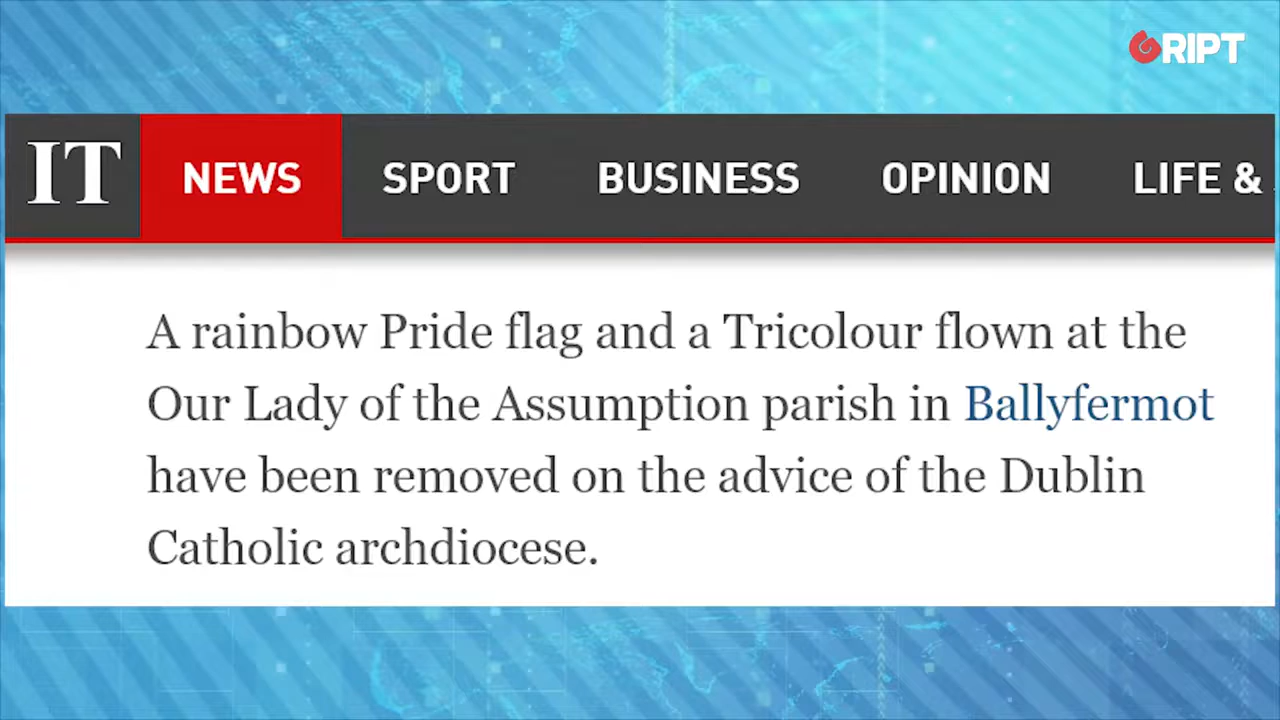 GRIPT
IT NEWS SPORT BUSINESS OPINION LIFE &
A rainbow Pride flag and a Tricolour flown at the
Our Lady of the Assumption parish in Ballyfermot
have been removed on the advice of the Dublin
Catholic archdiocese.